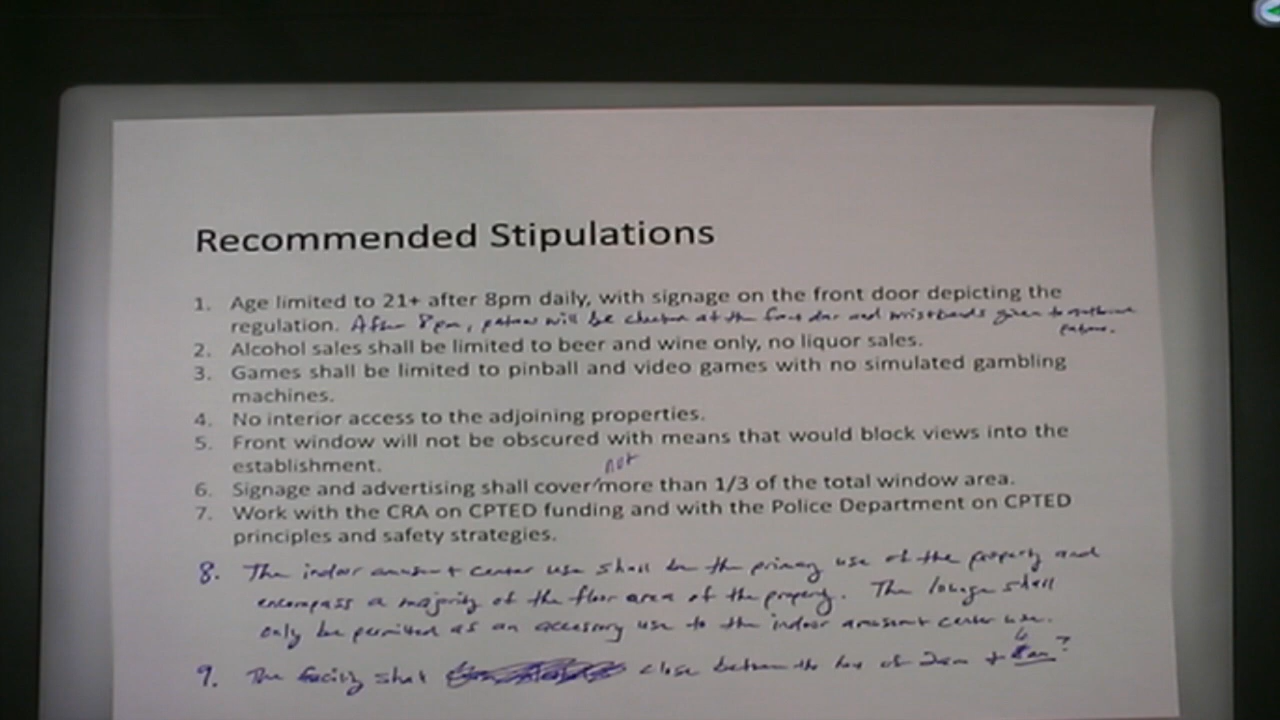 Recommended Stipulations
1. Age limited to 21+ after 8pm daily, with signage on the front door depicting the
regulation. After 8pm, patrons will be checked at the front door and wristbands given to
patrons.
2. Alcohol sales shall be limited to beer and wine only, no liquor sales.
3. Games shall be limited to pinball and video games with no simulated gambling
machines.
4. No interior access to the adjoining properties.
5. Front window will not be obscured with means that would block views into the
establishment.
not
6. Signage and advertising shall cover more than 1/3 of the total window area.
7. Work with the CRA on CPTED funding and with the Police Department on CPTED
principles and safety strategies.
8. The indoor amusement center use shall be the primary use of the property and
encompass a majority of the floor area of the property. The lounge shall
only be permitted as an accessory use to the indoor amusement center use.
6
9. The facility shall close between the hrs of 2am + 8am?